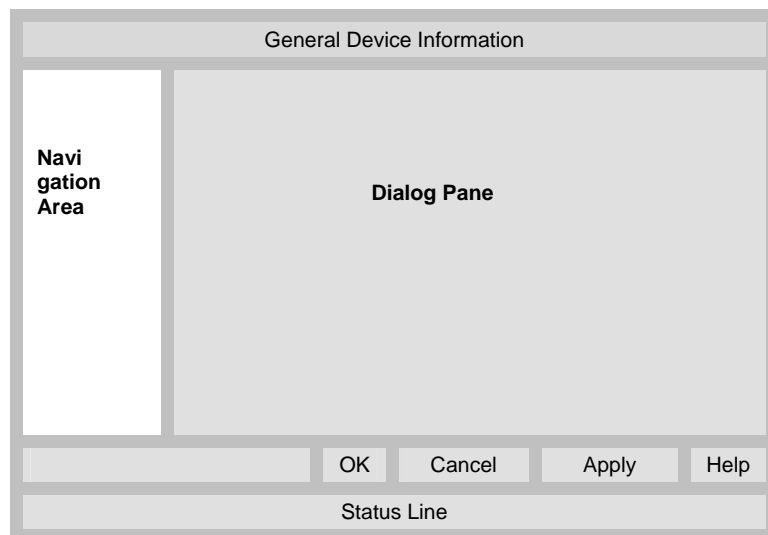 General Device Information
Navi
gation
Area
Dialog Pane
OK Cancel Apply Help
Status Line